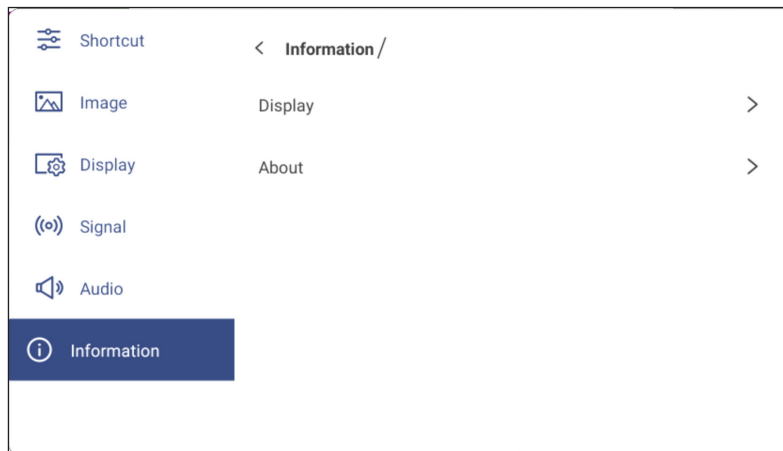 Shortcut
Image
Display
Signal
Audio
Information
Information/
Display
About